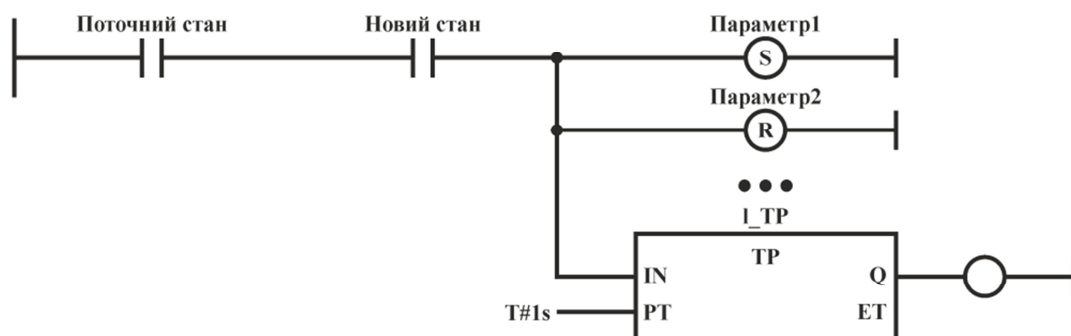 Поточний стан
Новий стан
Параметр1
S
Параметр2
R
I_TP
TP
IN
Q
T#1s
PT
ET